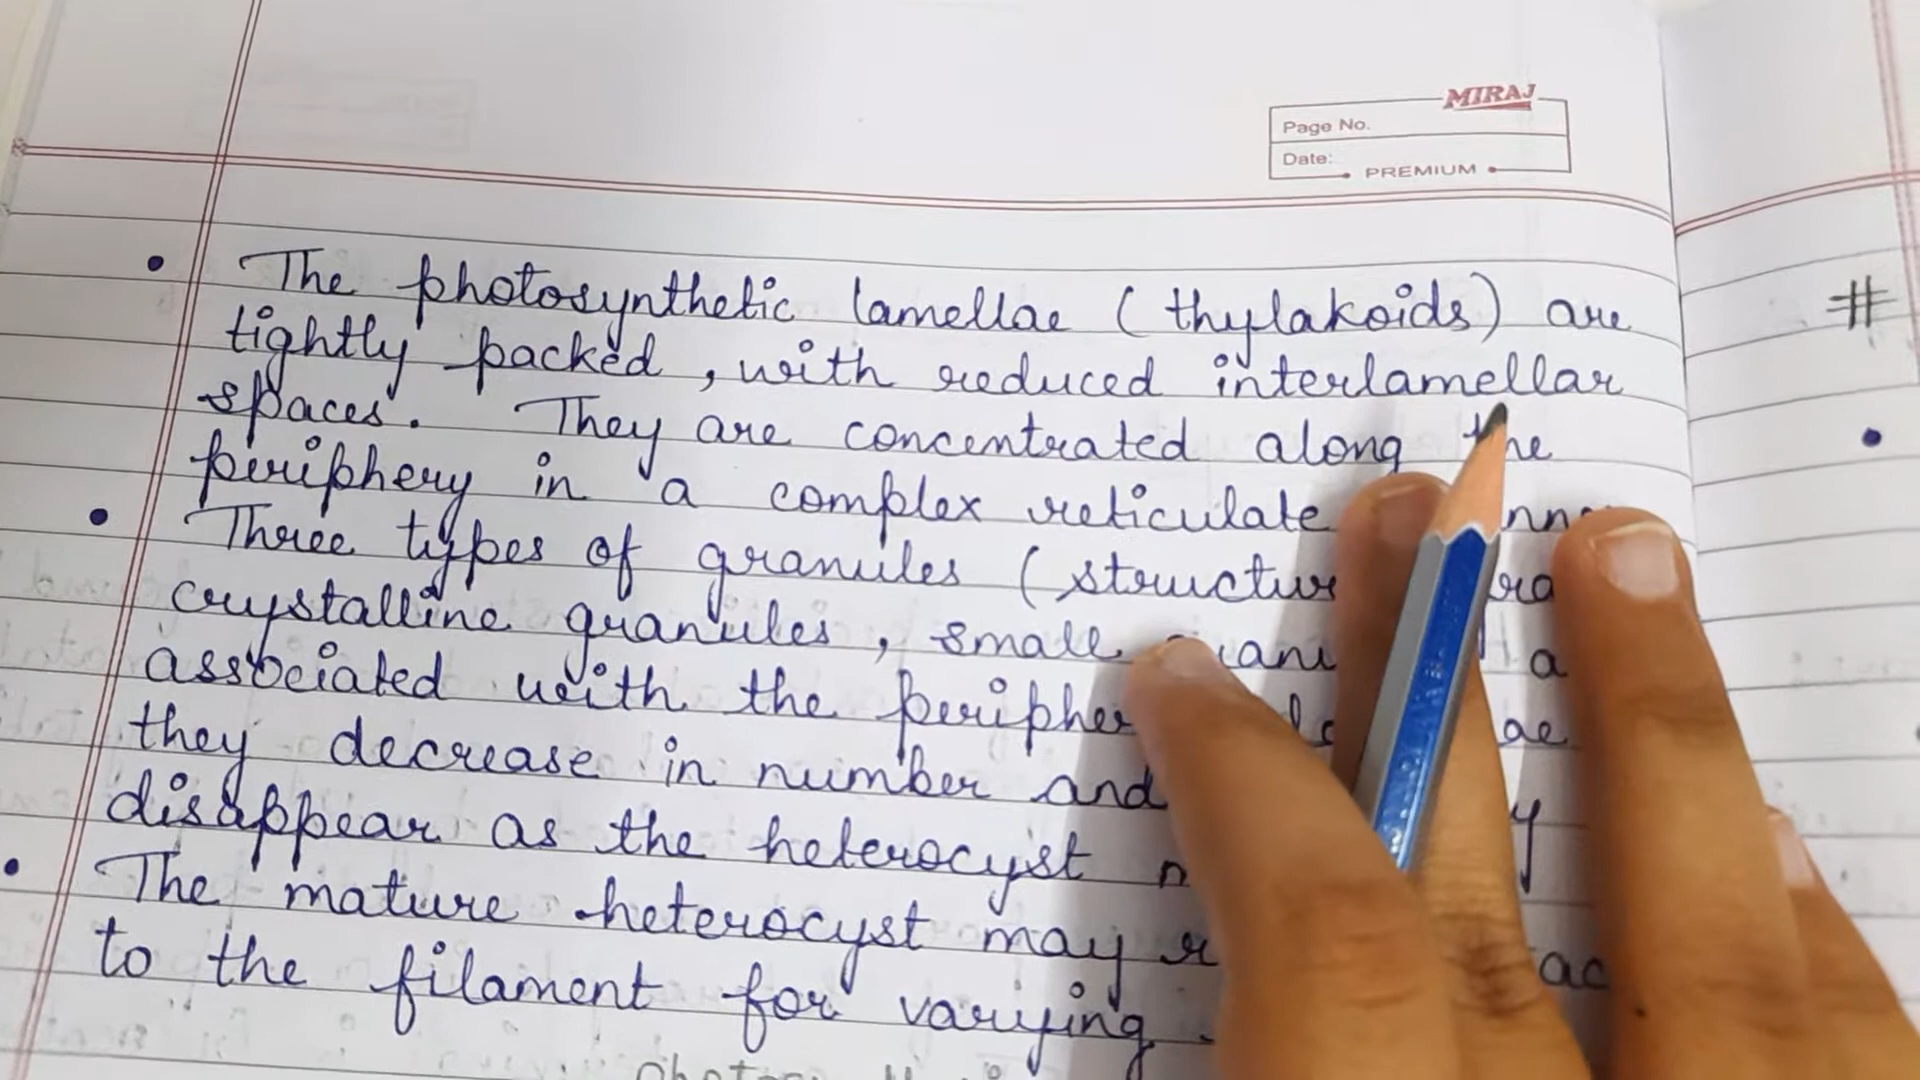 MIRAJ
Page No.
Date:
PREMIUM
• The photosynthetic lamellae (thylakoids) are
tightly packed, with reduced interlamellar
spaces. They are concentrated along the
periphery in a complex reticulate
• Three types of granules (
crystalline granules, small
associated with the
they decrease in number and
disappear as the heterocyst
• The mature heterocyst may
to the filament for varying
#
•